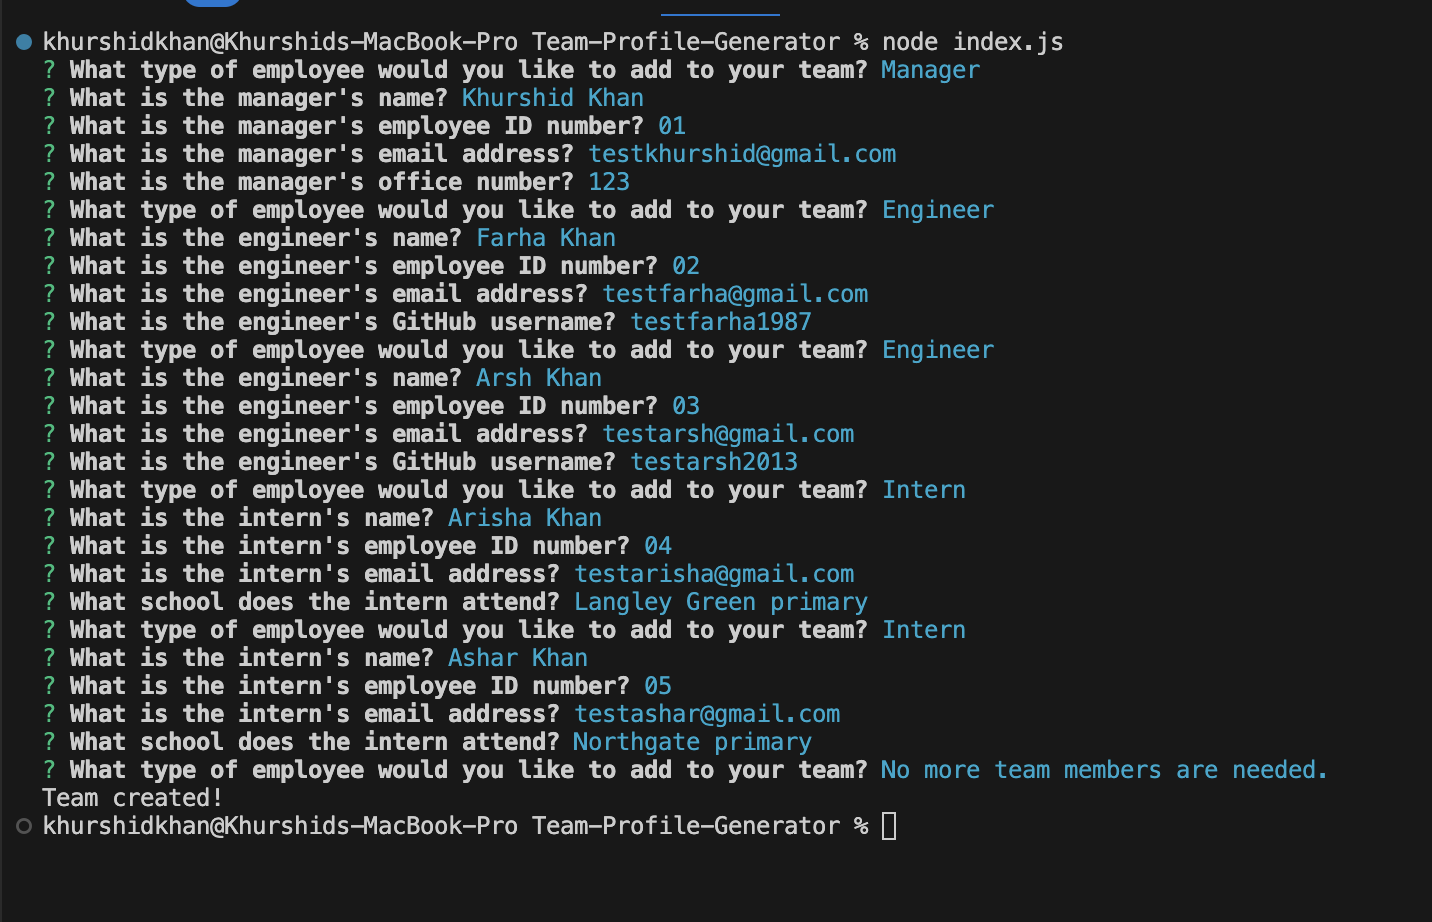 khurshidkhan@Khurshids-MacBook-Pro Team-Profile-Generator % node index.js
? What type of employee would you like to add to your team? Manager
? What is the manager's name? Khurshid Khan
? What is the manager's employee ID number? 01
? What is the manager's email address? testkhurshid@gmail.com
? What is the manager's office number? 123
? What type of employee would you like to add to your team? Engineer
? What is the engineer's name? Farha Khan
? What is the engineer's employee ID number? 02
? What is the engineer's email address? testfarha@gmail.com
? What is the engineer's GitHub username? testfarha1987
? What type of employee would you like to add to your team? Engineer
? What is the engineer's name? Arsh Khan
? What is the engineer's employee ID number? 03
? What is the engineer's email address? testarsh@gmail.com
? What is the engineer's GitHub username? testarsh2013
? What type of employee would you like to add to your team? Intern
? What is the intern's name? Arisha Khan
? What is the intern's employee ID number? 04
? What is the intern's email address? testarisha@gmail.com
? What school does the intern attend? Langley Green primary
? What type of employee would you like to add to your team? Intern
? What is the intern's name? Ashar Khan
? What is the intern's employee ID number? 05
? What is the intern's email address? testashar@gmail.com
? What school does the intern attend? Northgate primary
? What type of employee would you like to add to your team? No more team members are needed.
Team created!
khurshidkhan@Khurshids-MacBook-Pro Team-Profile-Generator %